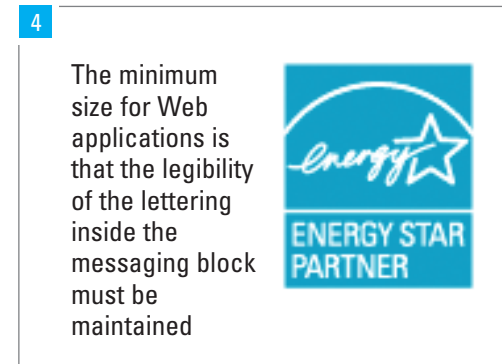 4
The minimum
size for Web
applications is
that the legibility
of the lettering
inside the
messaging block
must be
maintained
energy
ENERGY STAR
PARTNER